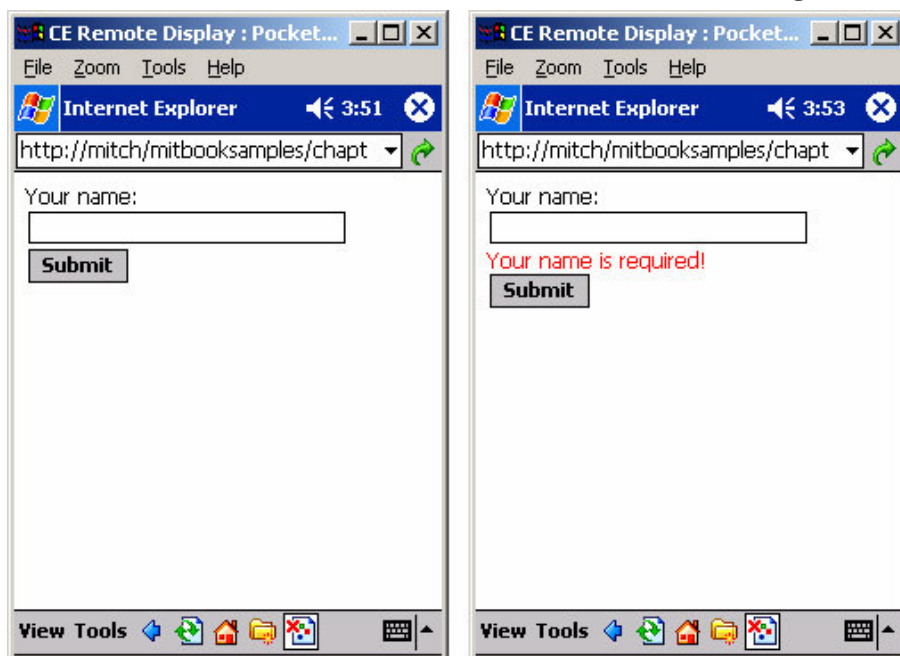 CE Remote Display : Pocket...
File Zoom Tools Help
Internet Explorer 3:51
http://mitch/mitbooksamples/chapt
Your name:
Submit
View Tools
CE Remote Display : Pocket...
File Zoom Tools Help
Internet Explorer 3:53
http://mitch/mitbooksamples/chapt
Your name:
Your name is required!
Submit
View Tools